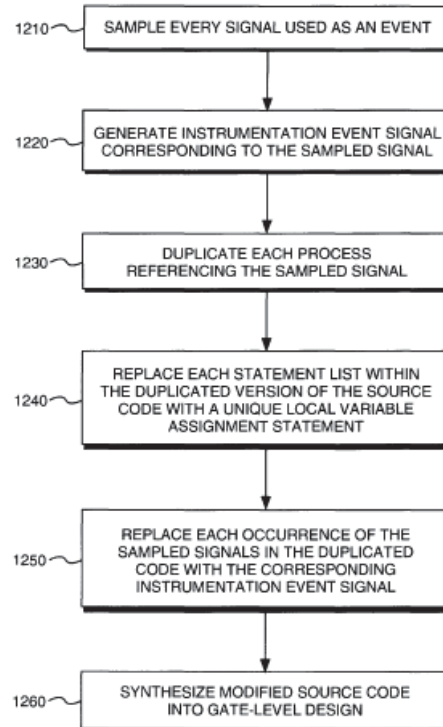 1210
SAMPLE EVERY SIGNAL USED AS AN EVENT
1220
GENERATE INSTRUMENTATION EVENT SIGNAL
CORRESPONDING TO THE SAMPLED SIGNAL
1230
DUPLICATE EACH PROCESS
REFERENCING THE SAMPLED SIGNAL
1240
REPLACE EACH STATEMENT LIST WITHIN
THE DUPLICATED VERSION OF THE SOURCE
CODE WITH A UNIQUE LOCAL VARIABLE
ASSIGNMENT STATEMENT
1250
REPLACE EACH OCCURRENCE OF THE
SAMPLED SIGNALS IN THE DUPLICATED
CODE WITH THE CORRESPONDING
INSTRUMENTATION EVENT SIGNAL
1260
SYNTHESIZE MODIFIED SOURCE CODE
INTO GATE-LEVEL DESIGN